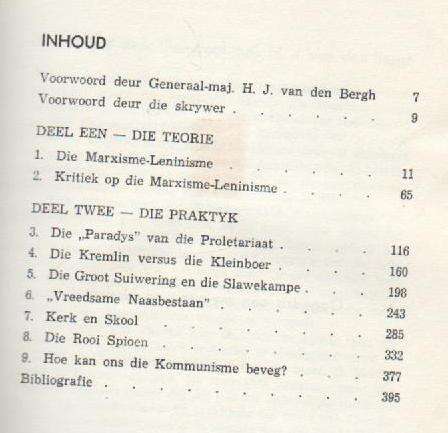 INHOUD
Voorwoord deur Generaal-maj. H. J. van den Bergh 7
Voorwoord deur die skrywer . . . . . 9
DEEL EEN — DIE TEORIE
1. Die Marxisme-Leninisme . . . . . 11
2. Kritiek op die Marxisme-Leninisme . . . . 65
DEEL TWEE — DIE PRAKTYK
3. Die „Paradys" van die Proletariaat . . . . 116
4. Die Kremlin versus die Kleinboer . . . . 160
5. Die Groot Suiwering en die Slawekampe . . . 198
6. „Vreedsame Naasbestaan" . . . . . 243
7. Kerk en Skool . . . . . . 285
8. Die Rooi Spioen . . . . . . 332
9. Hoe kan ons die Kommunisme beveg? . . . 377
Bibliografie . . . . . . . 395